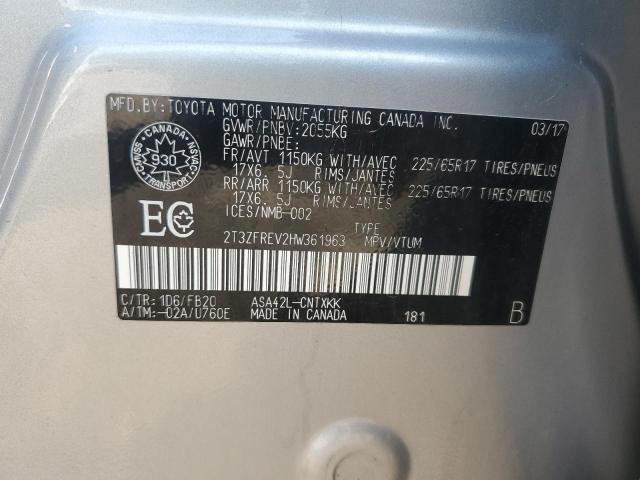 MFD.BY:TOYOTA MOTOR MANUFACTURING CANADA INC. 03/17
GVWR/PNBV:2055KG
GAWR/PNBE:
FR/AVT 1150KG WITH/AVEC 225/65R17 TIRES/PNEUS
17X6. 5J RIMS/JANTES
RR/ARR 1150KG WITH/AVEC 225/65R17 TIRES/PNEUS
17X6. 5J RIMS/JANTES
ICES/NMB-002
CANADA
930
TRANSPORT
SSMVAC
NSVAC
EC
TYPE
2T3ZFREV2HW361963 MPV/VTUM
C/TR: 1D6/FB20 ASA42L-CNTXKK
A/TM:-02A/U760E MADE IN CANADA 181 B